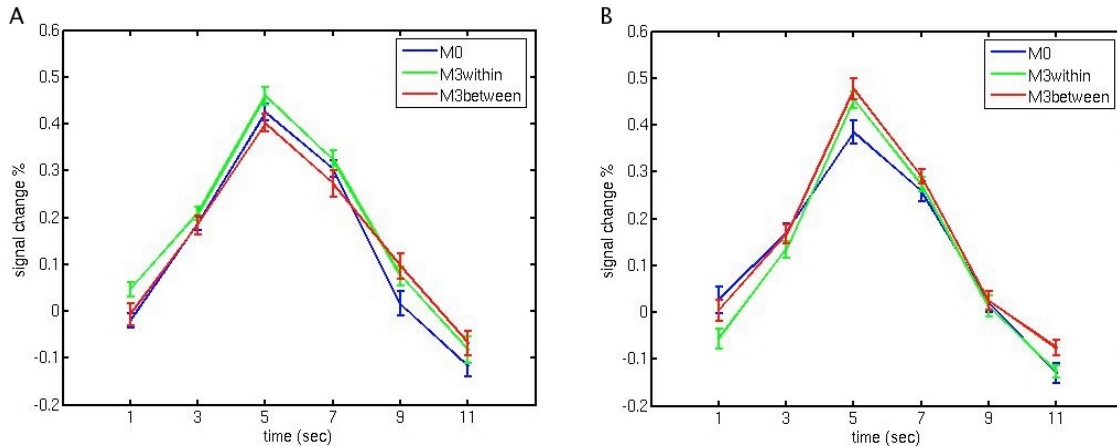 A
0.6
0.5
0.4
0.3
0.2
0.1
0
-0.1
-0.2
signal change %
1 3 5 7 9 11
time (sec)
M0
M3within
M3between
B
0.6
0.5
0.4
0.3
0.2
0.1
0
-0.1
-0.2
signal change %
1 3 5 7 9 11
time (sec)
M0
M3within
M3between